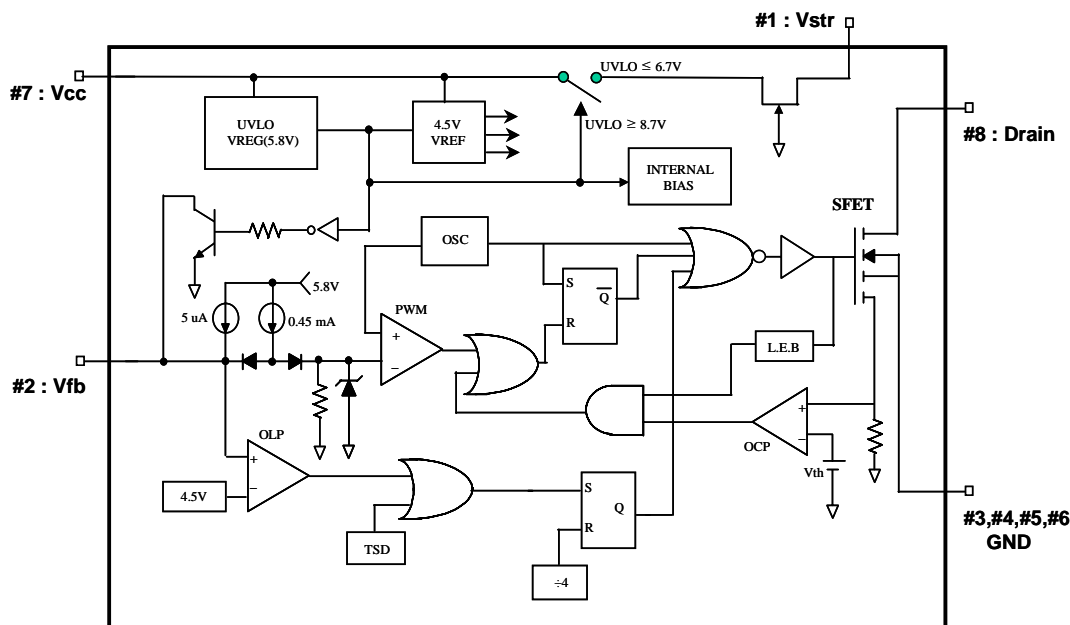 #1 : Vstr
#7 : Vcc
UVLO ≤ 6.7V
UVLO
VREG(5.8V)
4.5V
VREF
UVLO ≥ 8.7V
#8 : Drain
INTERNAL
BIAS
SFET
OSC
5.8V
5 uA
0.45 mA
PWM
+
−
S
Q
R
L.E.B
#2 : Vfb
OLP
+
−
4.5V
OCP
+
−
Vth
TSD
S
Q
R
÷4
#3,#4,#5,#6
GND